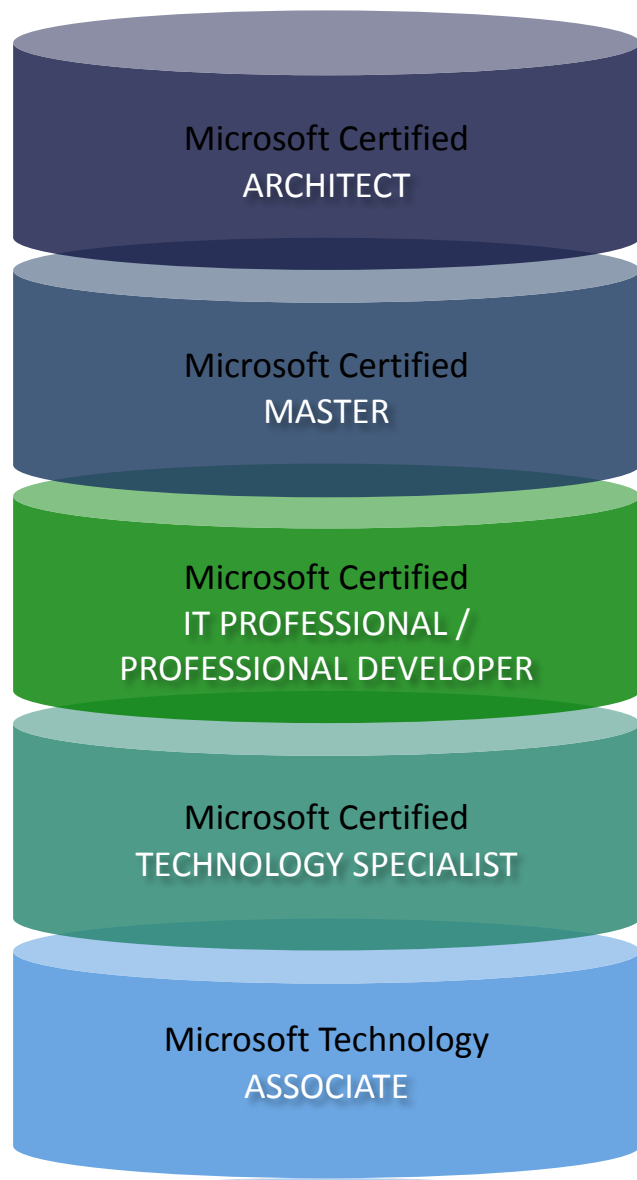 Microsoft Certified
ARCHITECT
Microsoft Certified
MASTER
Microsoft Certified
IT PROFESSIONAL /
PROFESSIONAL DEVELOPER
Microsoft Certified
TECHNOLOGY SPECIALIST
Microsoft Technology
ASSOCIATE